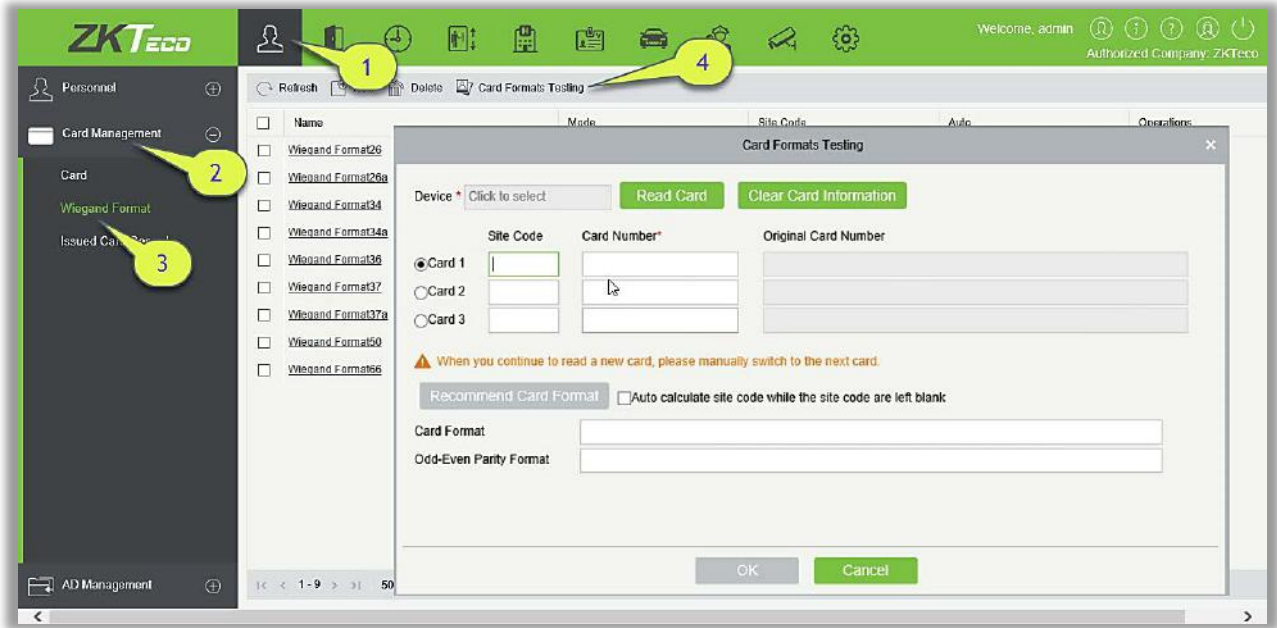 ZKTeco
Welcome, admin
Authorized Company: ZKTeco
1
4
Personnel
Refresh
Delete
Card Formats Testing
Card Management
2
Card
Wiegand Format
3
Name
Mode
Site Code
Auto
Operations
Wiegand Format26
Wiegand Format26a
Wiegand Format34
Wiegand Format34a
Wiegand Format36
Wiegand Format37
Wiegand Format37a
Wiegand Format50
Wiegand Format66
Card Formats Testing
Device * Click to select
Read Card
Clear Card Information
Site Code
Card Number*
Original Card Number
Card 1
Card 2
Card 3
When you continue to read a new card, please manually switch to the next card.
Recommend Card Format
Auto calculate site code while the site code are left blank
Card Format
Odd-Even Parity Format
OK
Cancel
AD Management
1-9
50